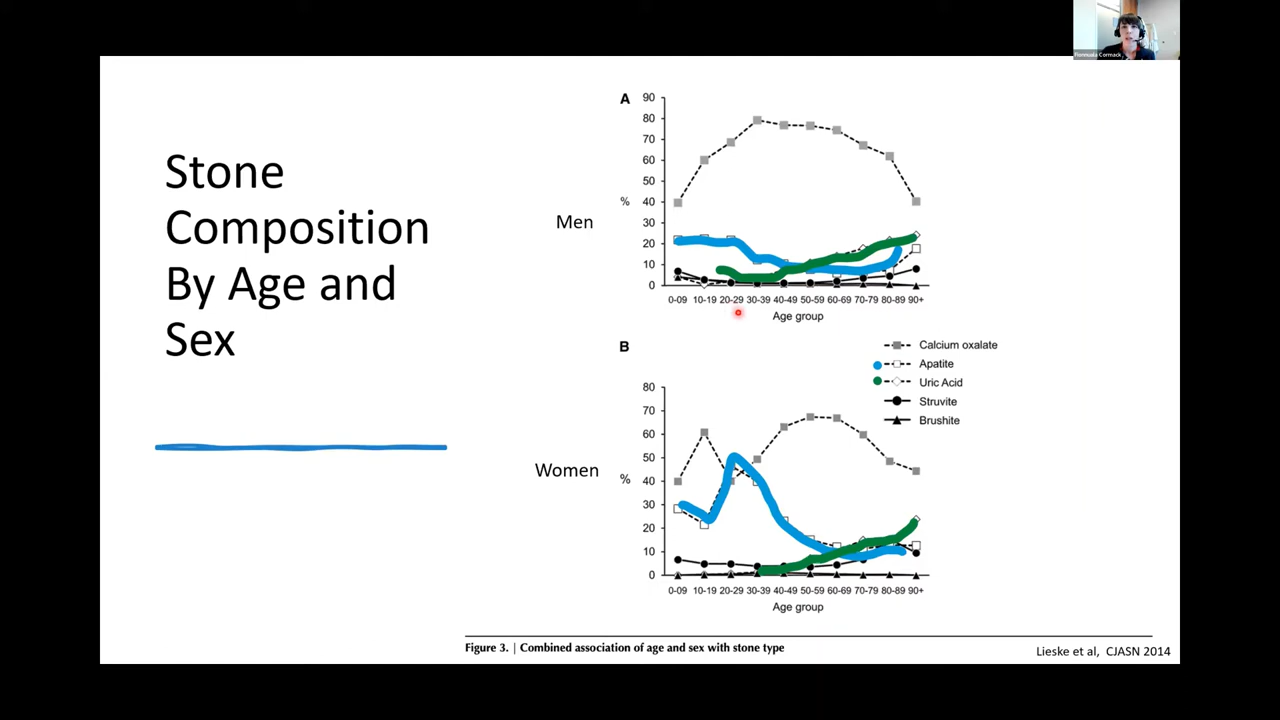 Fionnuala Cormack
Stone
Composition
By Age and
Sex
Men
A
90
80
70
60
50
40
30
20
10
0
%
0-09 10-19 20-29 30-39 40-49 50-59 60-69 70-79 80-89 90+
Age group
Calcium oxalate
Apatite
Uric Acid
Struvite
Brushite
Women
B
80
70
60
50
40
30
20
10
0
%
0-09 10-19 20-29 30-39 40-49 50-59 60-69 70-79 80-89 90+
Age group
Figure 3. | Combined association of age and sex with stone type
Lieske et al, CJASN 2014